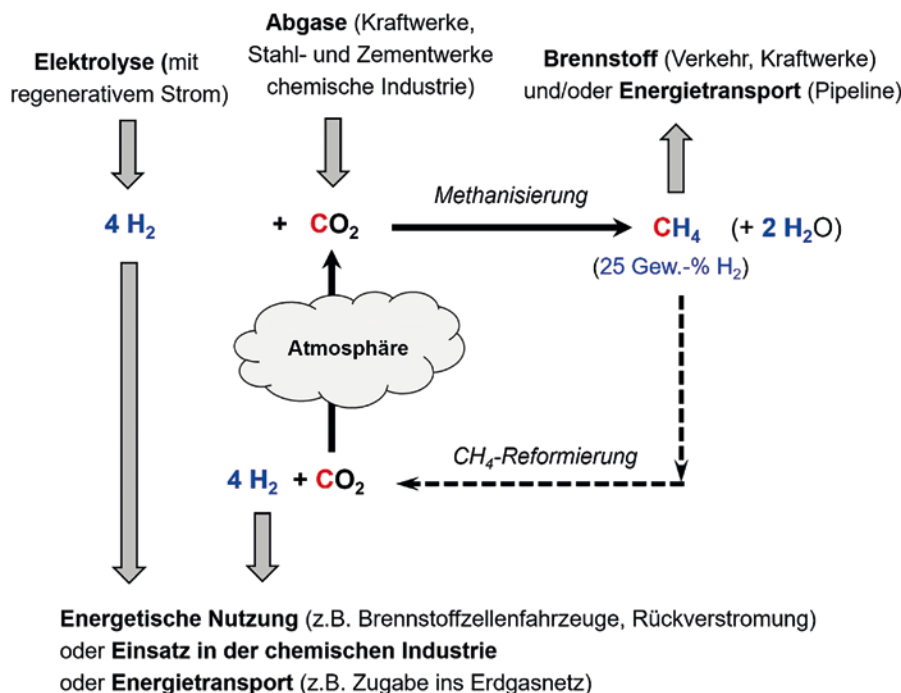 Elektrolyse (mit
regenerativem Strom)
Abgase (Kraftwerke,
Stahl- und Zementwerke
chemische Industrie)
Brennstoff (Verkehr, Kraftwerke)
und/oder Energietransport (Pipeline)
Methanisierung
4 H₂ + CO₂ CH₄ (+ 2 H₂O)
(25 Gew.-% H₂)
Atmosphäre
CH₄-Reformierung
4 H₂ + CO₂
Energetische Nutzung (z.B. Brennstoffzellenfahrzeuge, Rückverstromung)
oder Einsatz in der chemischen Industrie
oder Energietransport (z.B. Zugabe ins Erdgasnetz)